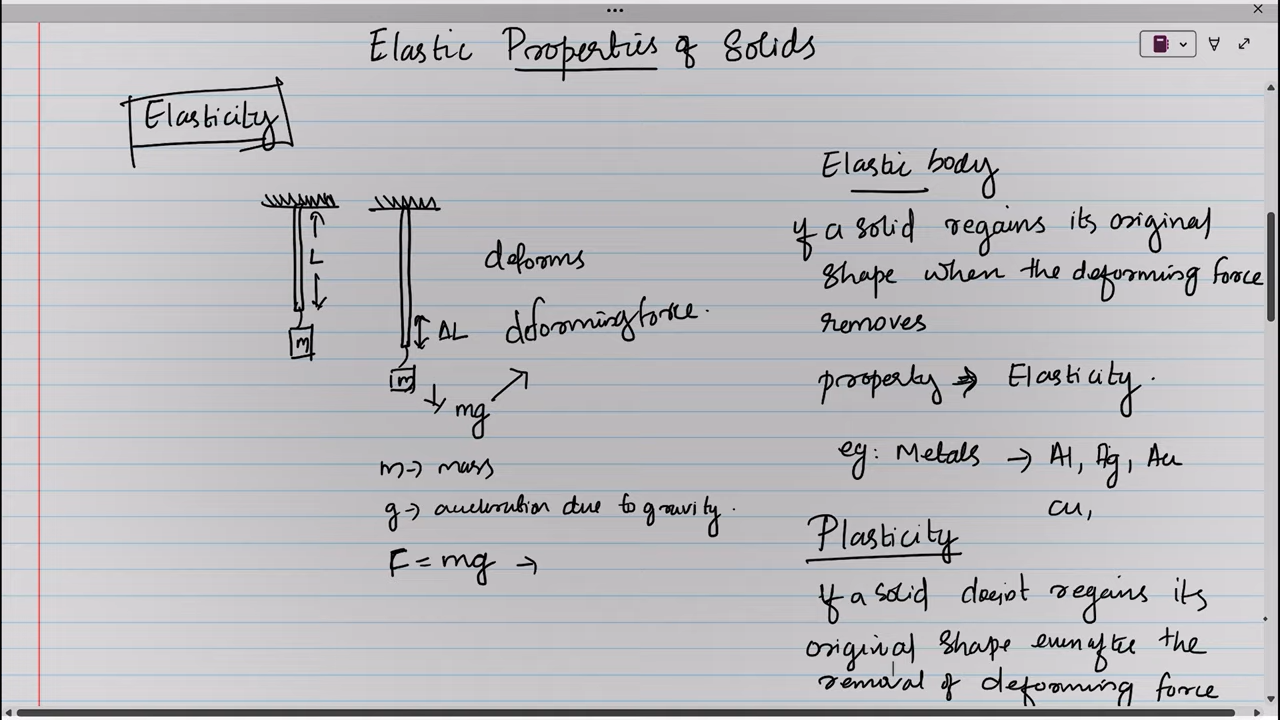 Elastic Properties of Solids
Elasticity
L
m
ΔL
m
mg
deforms
deforming force.
m → mass
g → acceleration due to gravity.
F = mg →
Elastic body
If a solid regains its original
shape when the deforming force
removes
property → Elasticity.
eg: Metals → Al, Ag, Au
Cu,
Plasticity
If a solid regains its
original shape even after the
removal of deforming force